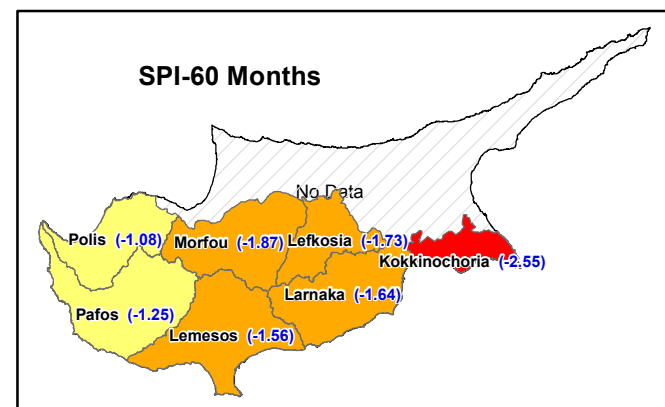 SPI-60 Months
No Data
Polis (-1.08)
Morfou (-1.87)
Lefkosia (-1.73)
Kokkinochoria (-2.55)
Larnaka (-1.64)
Pafos (-1.25)
Lemesos (-1.56)